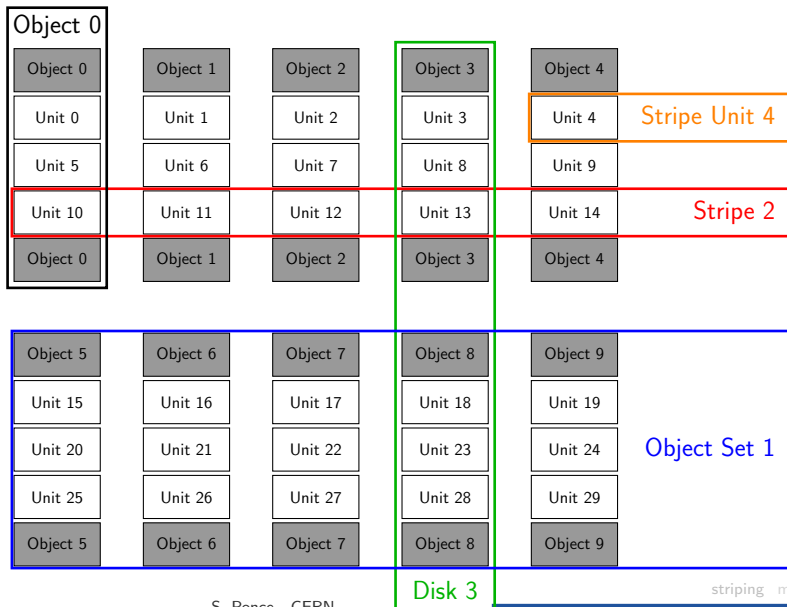 Object 0
Object 0 Object 1 Object 2 Object 3 Object 4
Unit 0 Unit 1 Unit 2 Unit 3 Unit 4 Stripe Unit 4
Unit 5 Unit 6 Unit 7 Unit 8 Unit 9
Unit 10 Unit 11 Unit 12 Unit 13 Unit 14 Stripe 2
Object 0 Object 1 Object 2 Object 3 Object 4
Object 5 Object 6 Object 7 Object 8 Object 9
Unit 15 Unit 16 Unit 17 Unit 18 Unit 19
Unit 20 Unit 21 Unit 22 Unit 23 Unit 24 Object Set 1
Unit 25 Unit 26 Unit 27 Unit 28 Unit 29
Object 5 Object 6 Object 7 Object 8 Object 9
Disk 3 striping
CERN